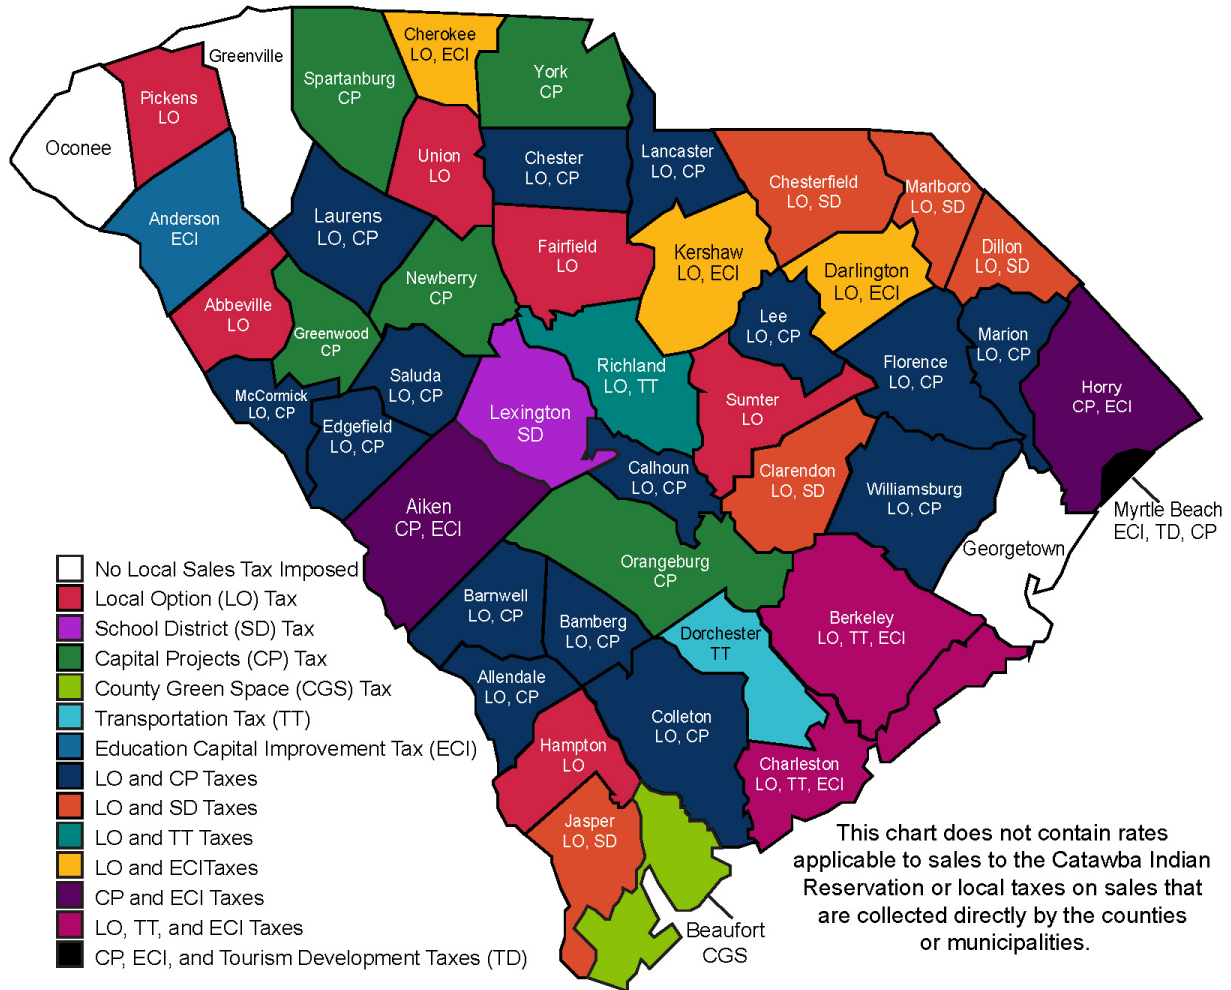 Cherokee
LO, ECI
Greenville
Spartanburg
CP
York
CP
Pickens
LO
Oconee
Union
LO
Chester
LO, CP
Lancaster
LO, CP
Chesterfield
LO, SD
Marlboro
LO, SD
Anderson
ECI
Laurens
LO, CP
Fairfield
LO
Kershaw
LO, ECI
Dillon
LO, SD
Newberry
CP
Darlington
LO, ECI
Abbeville
LO
Greenwood
CP
Lee
LO, CP
Marion
LO, CP
Richland
LO, TT
Florence
LO, CP
Saluda
LO, CP
McCormick
LO, CP
Horry
CP, ECI
Sumter
LO
Lexington
SD
Edgefield
LO, CP
Calhoun
LO, CP
Clarendon
LO, SD
Williamsburg
LO, CP
Aiken
CP, ECI
Myrtle Beach
ECI, TD, CP
Georgetown
Orangeburg
CP
Barnwell
LO, CP
Bamberg
LO, CP
Berkeley
LO, TT, ECI
Dorchester
TT
Allendale
LO, CP
Colleton
LO, CP
Hampton
LO
Charleston
LO, TT, ECI
Jasper
LO, SD
Beaufort
CGS
No Local Sales Tax Imposed
Local Option (LO) Tax
School District (SD) Tax
Capital Projects (CP) Tax
County Green Space (CGS) Tax
Transportation Tax (TT)
Education Capital Improvement Tax (ECI)
LO and CP Taxes
LO and SD Taxes
LO and TT Taxes
LO and ECITaxes
CP and ECI Taxes
LO, TT, and ECI Taxes
CP, ECI, and Tourism Development Taxes (TD)
This chart does not contain rates
applicable to sales to the Catawba Indian
Reservation or local taxes on sales that
are collected directly by the counties
or municipalities.